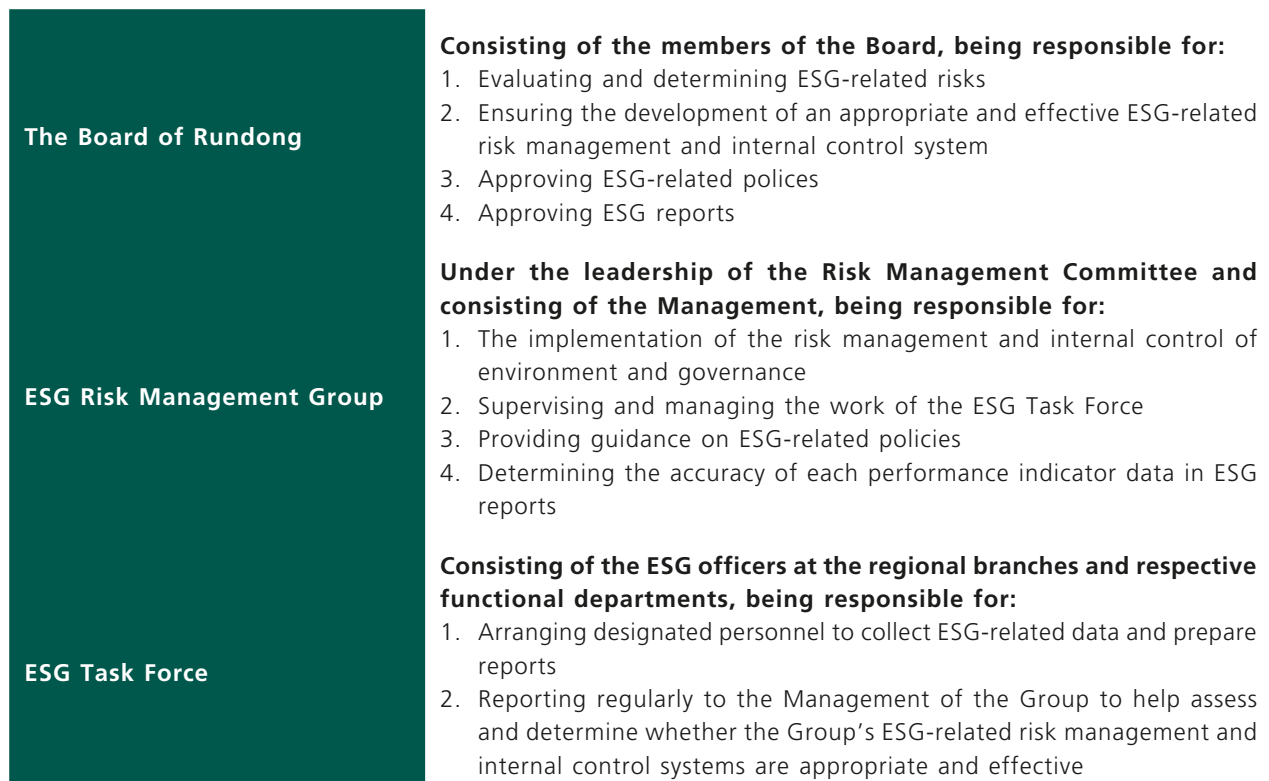 The Board of Rundong
Consisting of the members of the Board, being responsible for:
1. Evaluating and determining ESG-related risks
2. Ensuring the development of an appropriate and effective ESG-related
risk management and internal control system
3. Approving ESG-related polices
4. Approving ESG reports
ESG Risk Management Group
Under the leadership of the Risk Management Committee and
consisting of the Management, being responsible for:
1. The implementation of the risk management and internal control of
environment and governance
2. Supervising and managing the work of the ESG Task Force
3. Providing guidance on ESG-related policies
4. Determining the accuracy of each performance indicator data in ESG
reports
ESG Task Force
Consisting of the ESG officers at the regional branches and respective
functional departments, being responsible for:
1. Arranging designated personnel to collect ESG-related data and prepare
reports
2. Reporting regularly to the Management of the Group to help assess
and determine whether the Group’s ESG-related risk management and
internal control systems are appropriate and effective